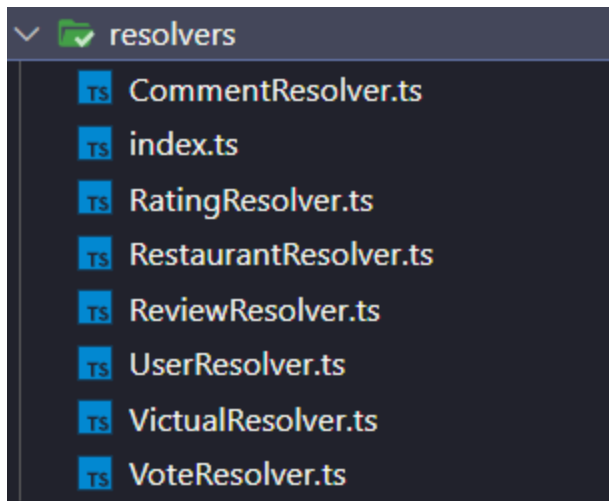 resolvers
TS CommentResolver.ts
TS index.ts
TS RatingResolver.ts
TS RestaurantResolver.ts
TS ReviewResolver.ts
TS UserResolver.ts
TS VictualResolver.ts
TS VoteResolver.ts